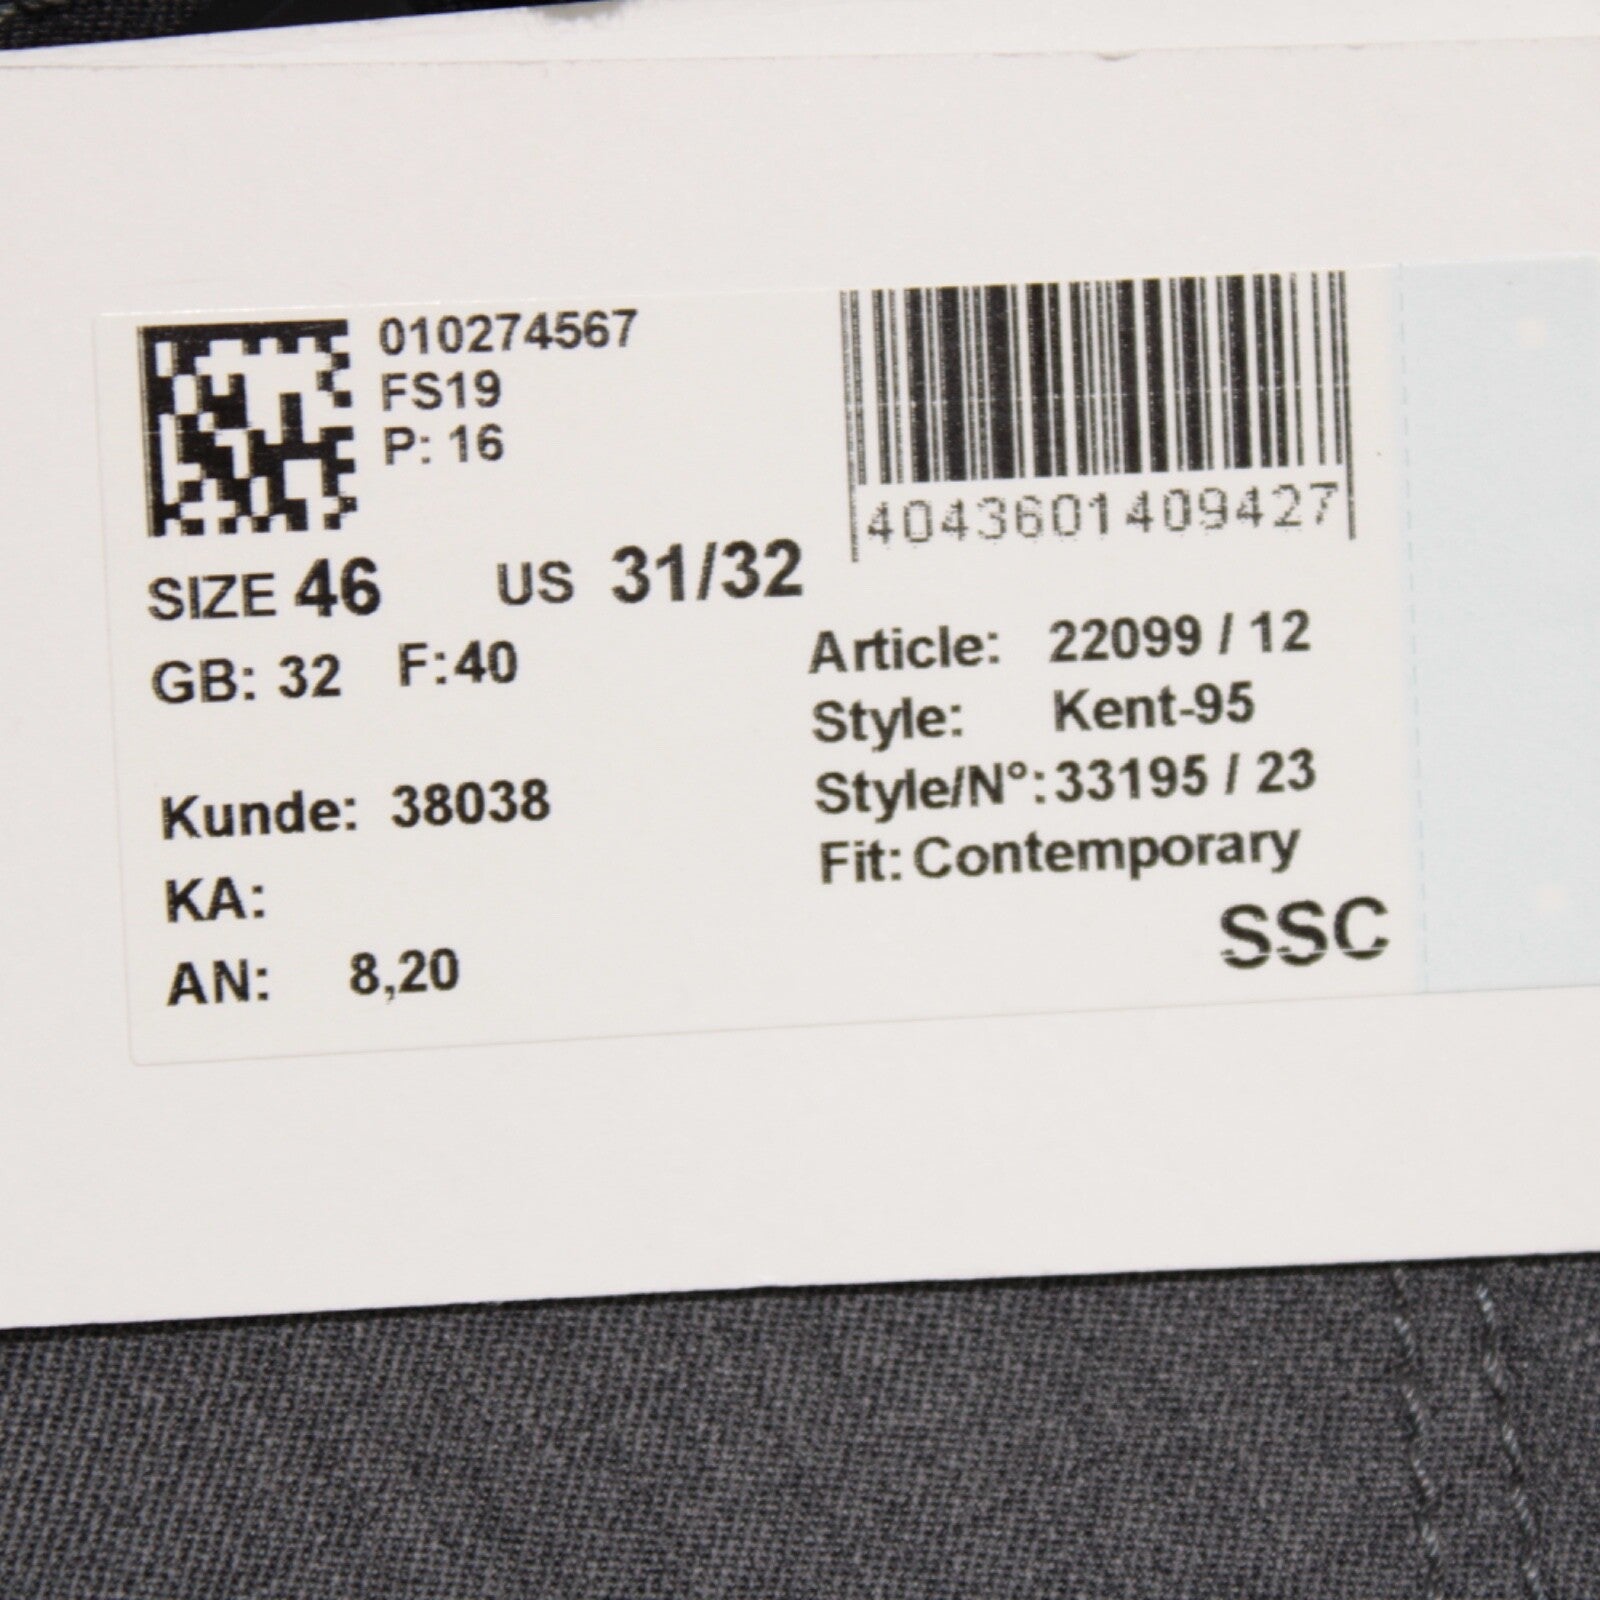 010274567
FS19
P: 16
4043601409427
SIZE 46 US 31/32
GB: 32 F:40
Article: 22099 / 12
Style: Kent-95
Style/N°:33195 / 23
Fit: Contemporary
SSC
Kunde: 38038
KA:
AN: 8,20